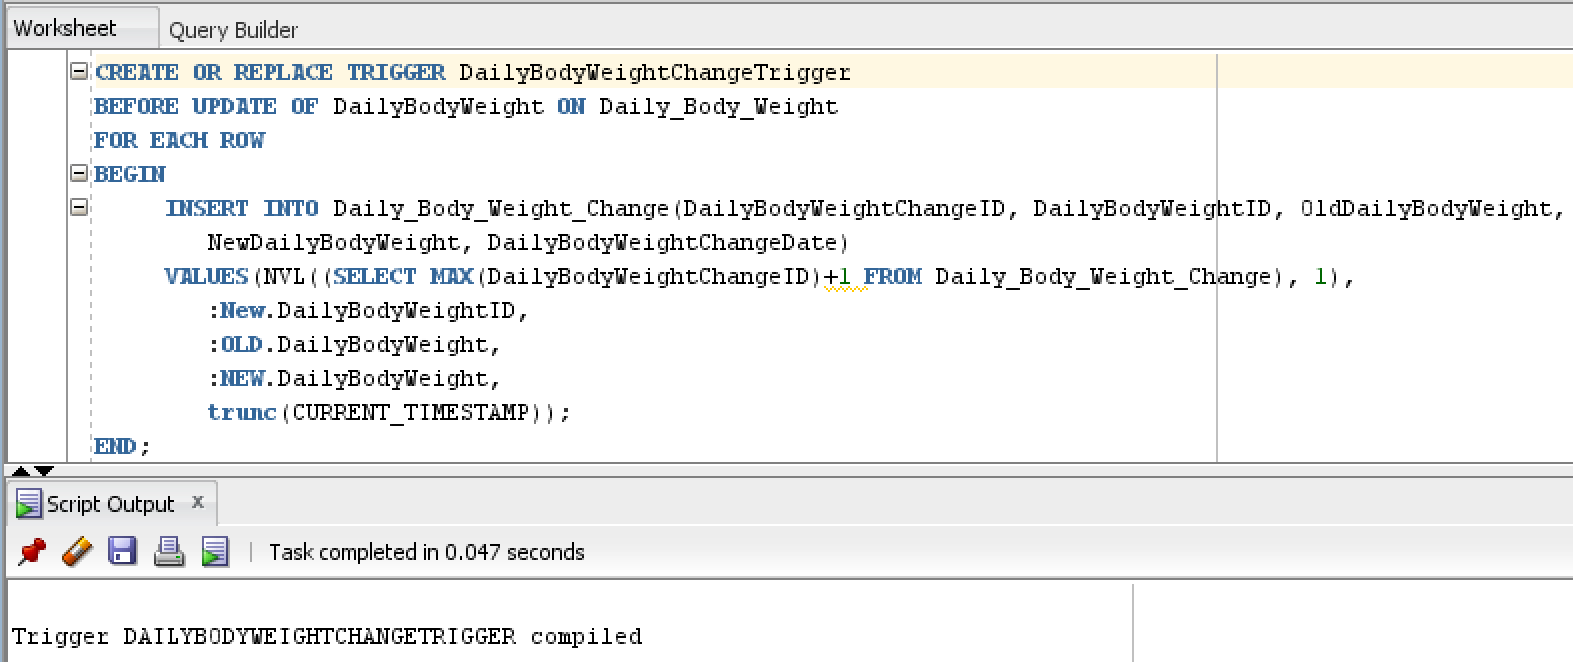 Worksheet Query Builder
CREATE OR REPLACE TRIGGER DailyBodyWeightChangeTrigger
BEFORE UPDATE OF DailyBodyWeight ON Daily_Body_Weight
FOR EACH ROW
BEGIN
INSERT INTO Daily_Body_Weight_Change(DailyBodyWeightChangeID, DailyBodyWeightID, OldDailyBodyWeight,
NewDailyBodyWeight, DailyBodyWeightChangeDate)
VALUES(NVL((SELECT MAX(DailyBodyWeightChangeID)+1 FROM Daily_Body_Weight_Change), 1),
:New.DailyBodyWeightID,
:OLD.DailyBodyWeight,
:NEW.DailyBodyWeight,
trunc(CURRENT_TIMESTAMP));
END;
Script Output x
Task completed in 0.047 seconds
Trigger DAILYBODYWEIGHTCHANGETRIGGER compiled